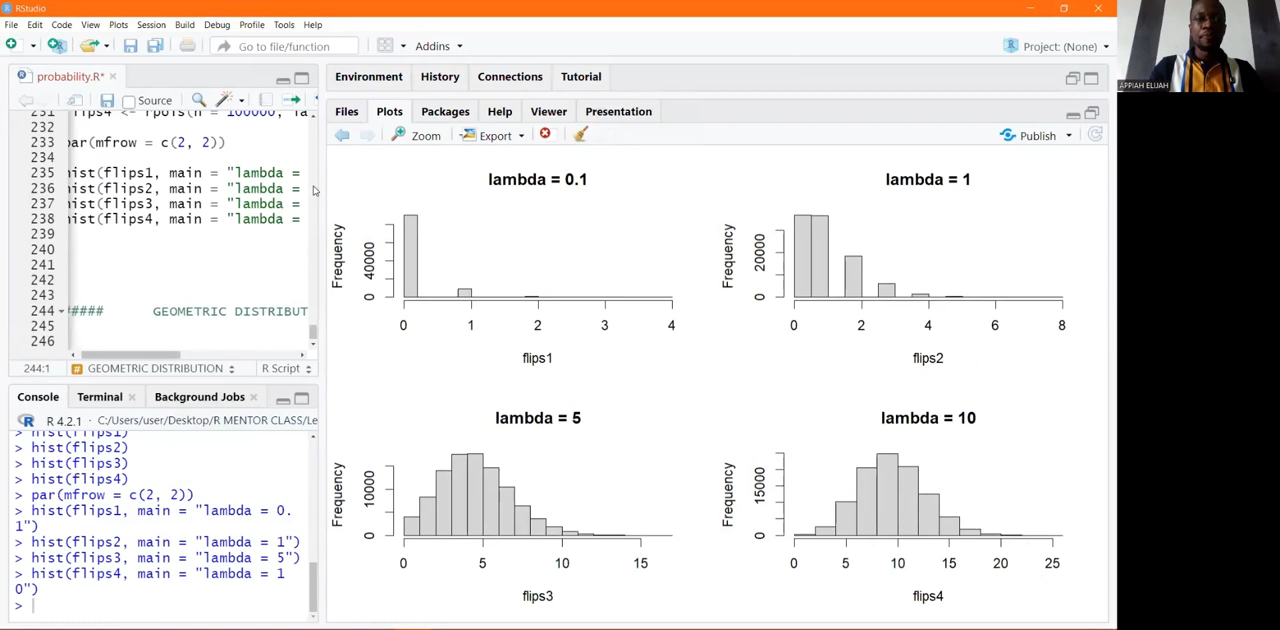 RStudio
File Edit Code View Plots Session Build Debug Profile Tools Help
Go to file/function Addins Project: (None)
probability.R*
Source
231 flips4 <- rpois(n = 100000, la
232
233 par(mfrow = c(2, 2))
234
235 hist(flips1, main = "lambda =
236 hist(flips2, main = "lambda =
237 hist(flips3, main = "lambda =
238 hist(flips4, main = "lambda =
239
240
241
242
243
244 ##### GEOMETRIC DISTRIBUT
245
246
244:1 # GEOMETRIC DISTRIBUTION R Script
Console Terminal Background Jobs
R 4.2.1 · C:/Users/user/Desktop/R MENTOR CLASS/Le
> hist(flips1)
> hist(flips2)
> hist(flips3)
> hist(flips4)
> par(mfrow = c(2, 2))
> hist(flips1, main = "lambda = 0.
1")
> hist(flips2, main = "lambda = 1")
> hist(flips3, main = "lambda = 5")
> hist(flips4, main = "lambda = 1
0")
>
Environment History Connections Tutorial
Files Plots Packages Help Viewer Presentation
Zoom Export Publish
lambda = 0.1
Frequency
0 40000
0 1 2 3 4
flips1
lambda = 1
Frequency
0 20000
0 2 4 6 8
flips2
lambda = 5
Frequency
0 10000
0 5 10 15
flips3
lambda = 10
Frequency
0 15000
0 5 10 15 20 25
flips4
APPIAH ELIJAH